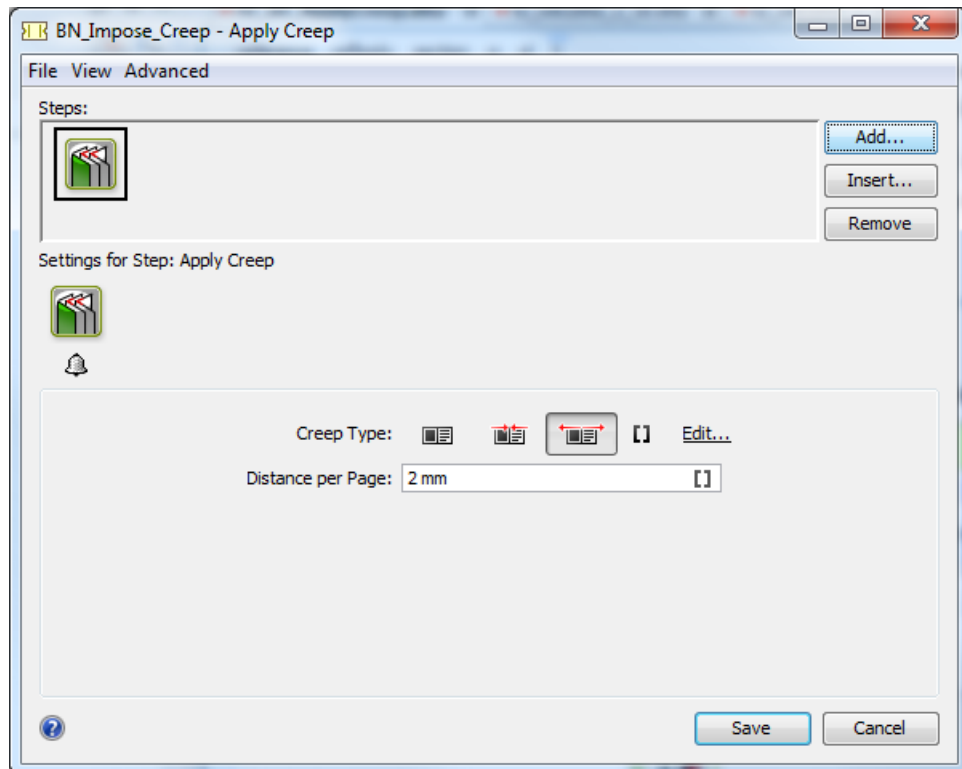 BN_Impose_Creep - Apply Creep
File View Advanced
Steps:
Add...
Insert...
Remove
Settings for Step: Apply Creep
Creep Type: [] Edit...
Distance per Page: 2 mm []
? Save Cancel